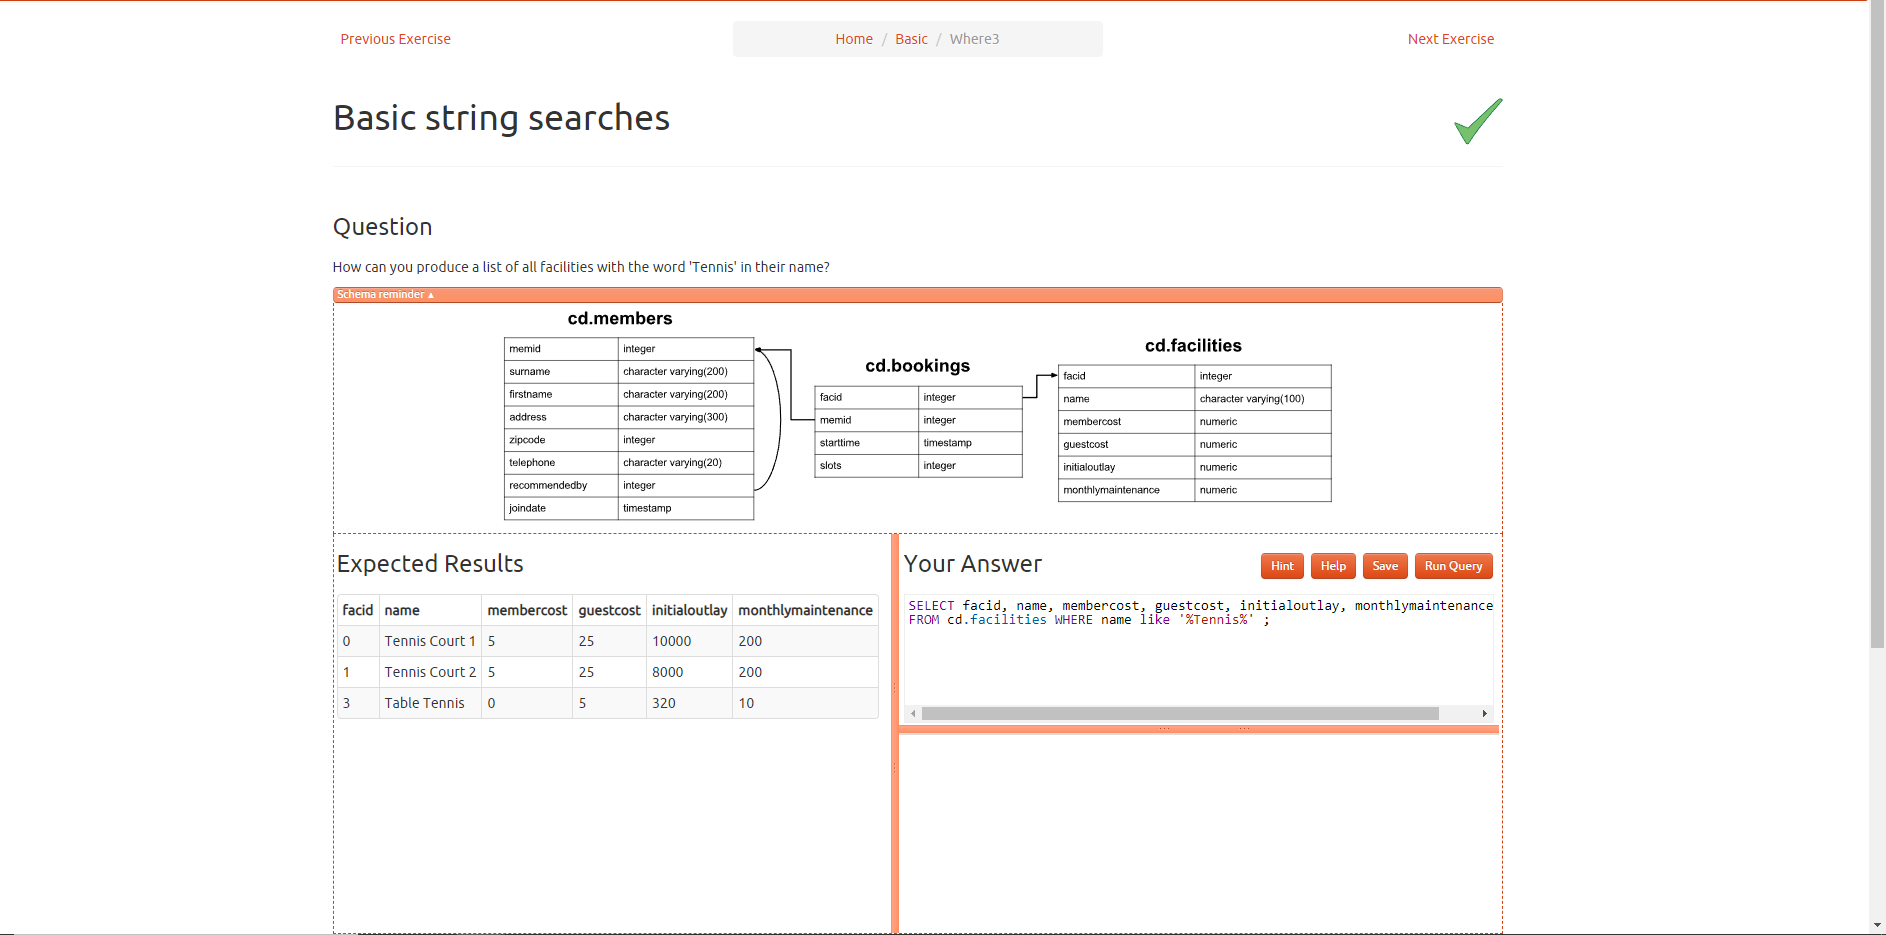 Previous Exercise
Home / Basic / Where3
Next Exercise
Basic string searches
Question
How can you produce a list of all facilities with the word 'Tennis' in their name?
Schema reminder ▴
cd.members
memid integer
surname character varying(200)
firstname character varying(200)
address character varying(300)
zipcode integer
telephone character varying(20)
recommendedby integer
joindate timestamp
cd.bookings
facid integer
memid integer
starttime timestamp
slots integer
cd.facilities
facid integer
name character varying(100)
membercost numeric
guestcost numeric
initialoutlay numeric
monthlymaintenance numeric
Expected Results
facid name membercost guestcost initialoutlay monthlymaintenance
0 Tennis Court 1 5 25 10000 200
1 Tennis Court 2 5 25 8000 200
3 Table Tennis 0 5 320 10
Your Answer
Hint Help Save Run Query
SELECT facid, name, membercost, guestcost, initialoutlay, monthlymaintenance
FROM cd.facilities WHERE name like '%Tennis%' ;